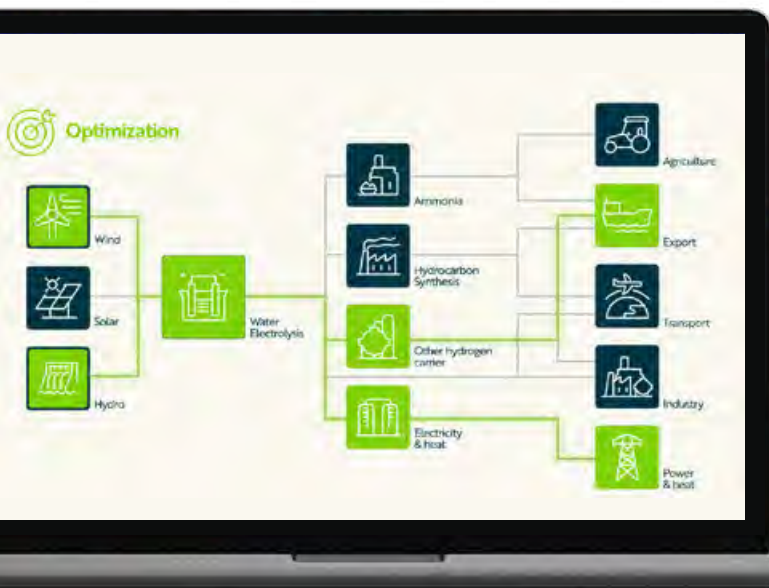 Optimization
Wind
Solar
Hydro
Water
Electrolysis
Ammonia
Hydrocarbon
Synthesis
Other hydrogen
carrier
Electricity
& heat
Agriculture
Export
Transport
Industry
Power
& heat